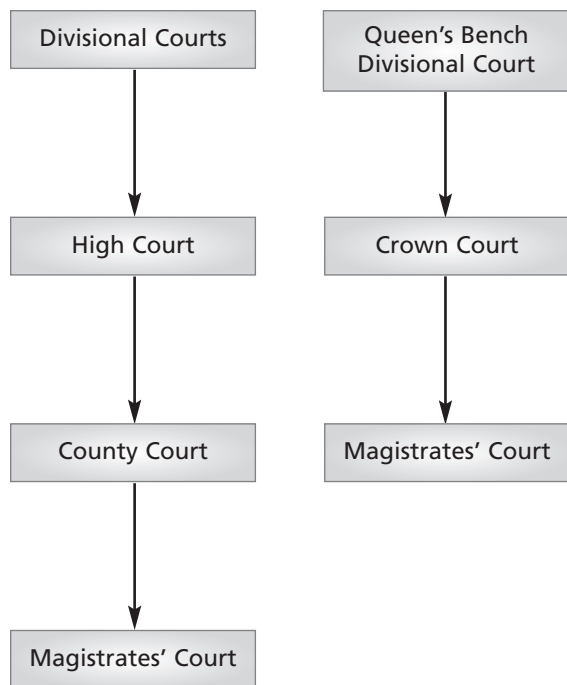 Divisional Courts
High Court
County Court
Magistrates’ Court
Queen’s Bench
Divisional Court
Crown Court
Magistrates’ Court